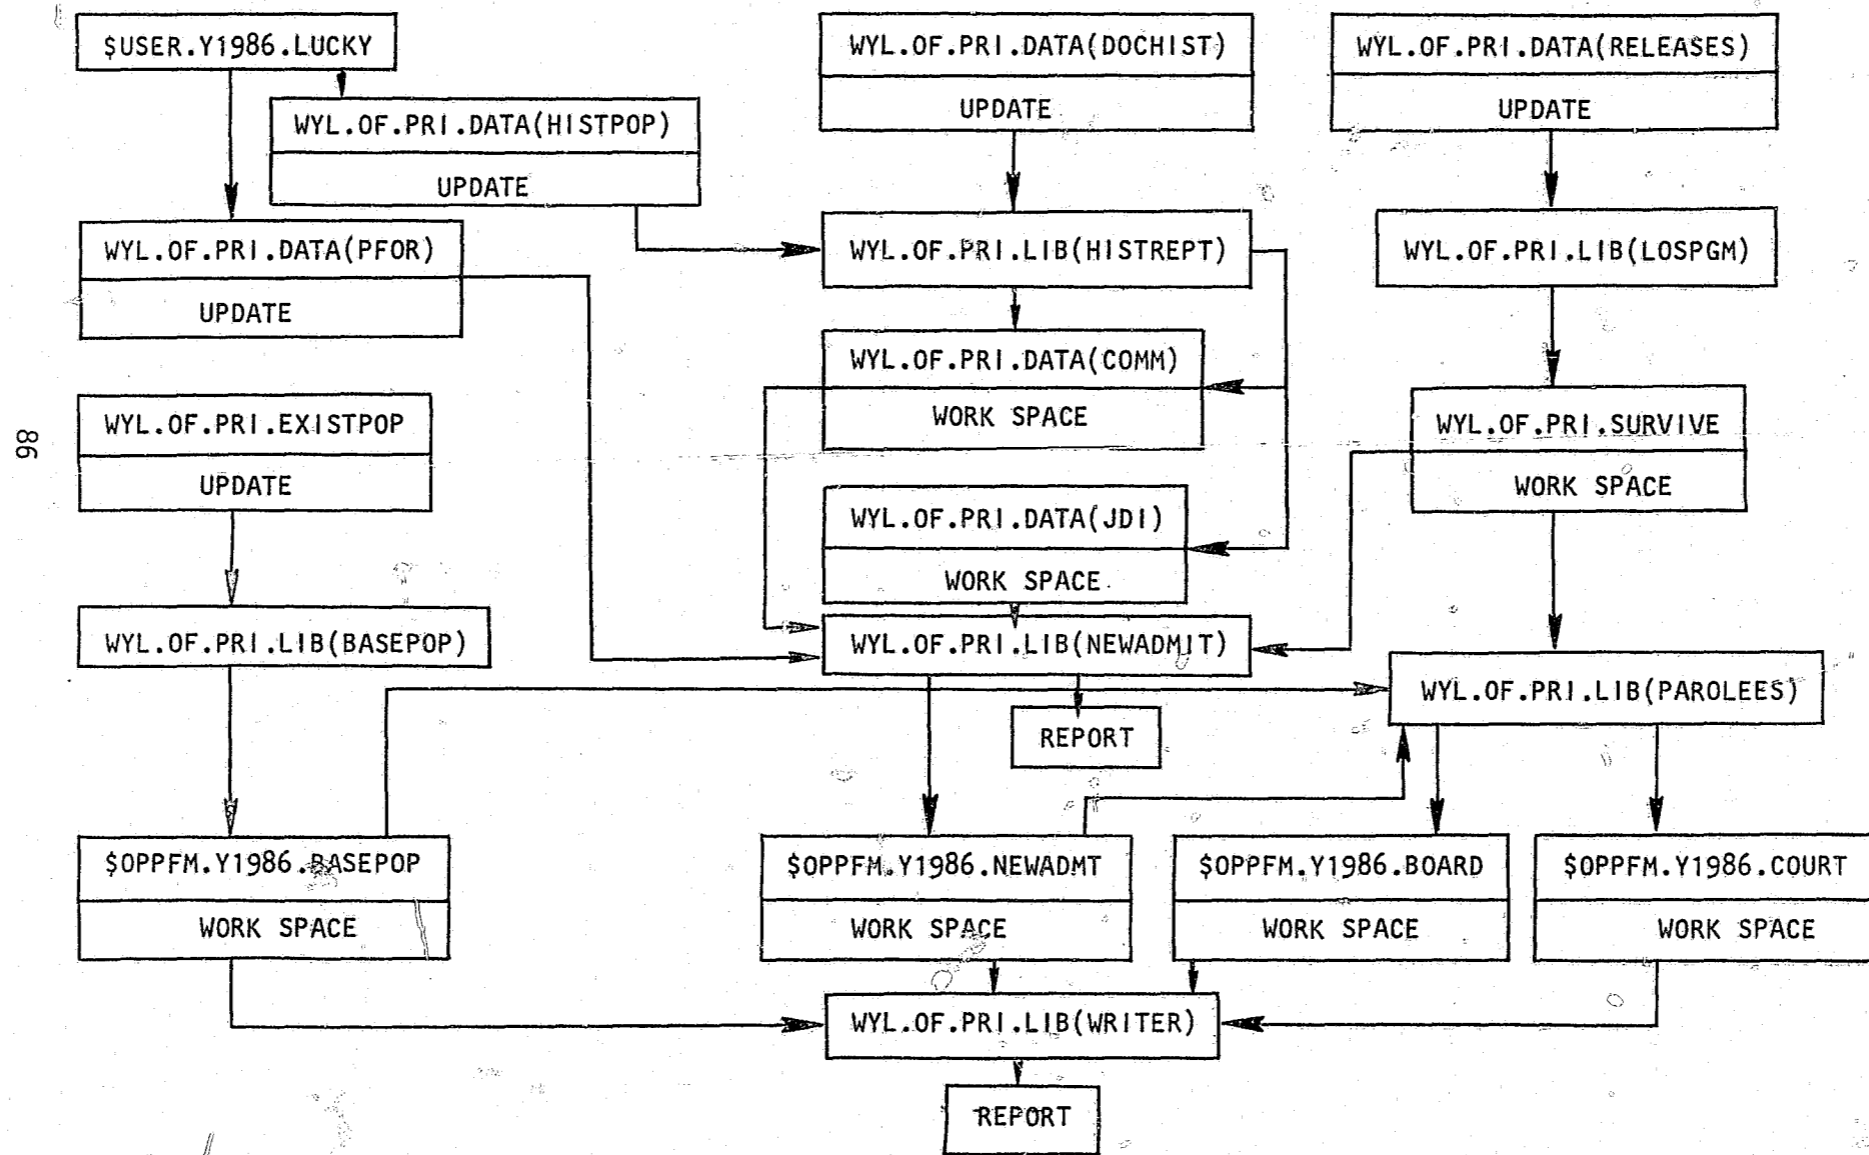 $USER.Y1986.LUCKY
WYL.OF.PRI.DATA(HISTPOP)
UPDATE
WYL.OF.PRI.DATA(PFOR)
UPDATE
WYL.OF.PRI.EXISTPOP
UPDATE
WYL.OF.PRI.LIB(BASEPOP)
$OPPFM.Y1986.BASEPOP
WORK SPACE
WYL.OF.PRI.DATA(DOCHIST)
UPDATE
WYL.OF.PRI.LIB(HISTREPT)
WYL.OF.PRI.DATA(COMM)
WORK SPACE
WYL.OF.PRI.DATA(JDI)
WORK SPACE
WYL.OF.PRI.LIB(NEWADMIT)
REPORT
$OPPFM.Y1986.NEWADMT
WORK SPACE
WYL.OF.PRI.DATA(RELEASES)
UPDATE
WYL.OF.PRI.LIB(LOSPGM)
WYL.OF.PRI.SURVIVE
WORK SPACE
WYL.OF.PRI.LIB(PAROLEES)
$OPPFM.Y1986.BOARD
WORK SPACE
$OPPFM.Y1986.COURT
WORK SPACE
WYL.OF.PRI.LIB(WRITER)
REPORT
98